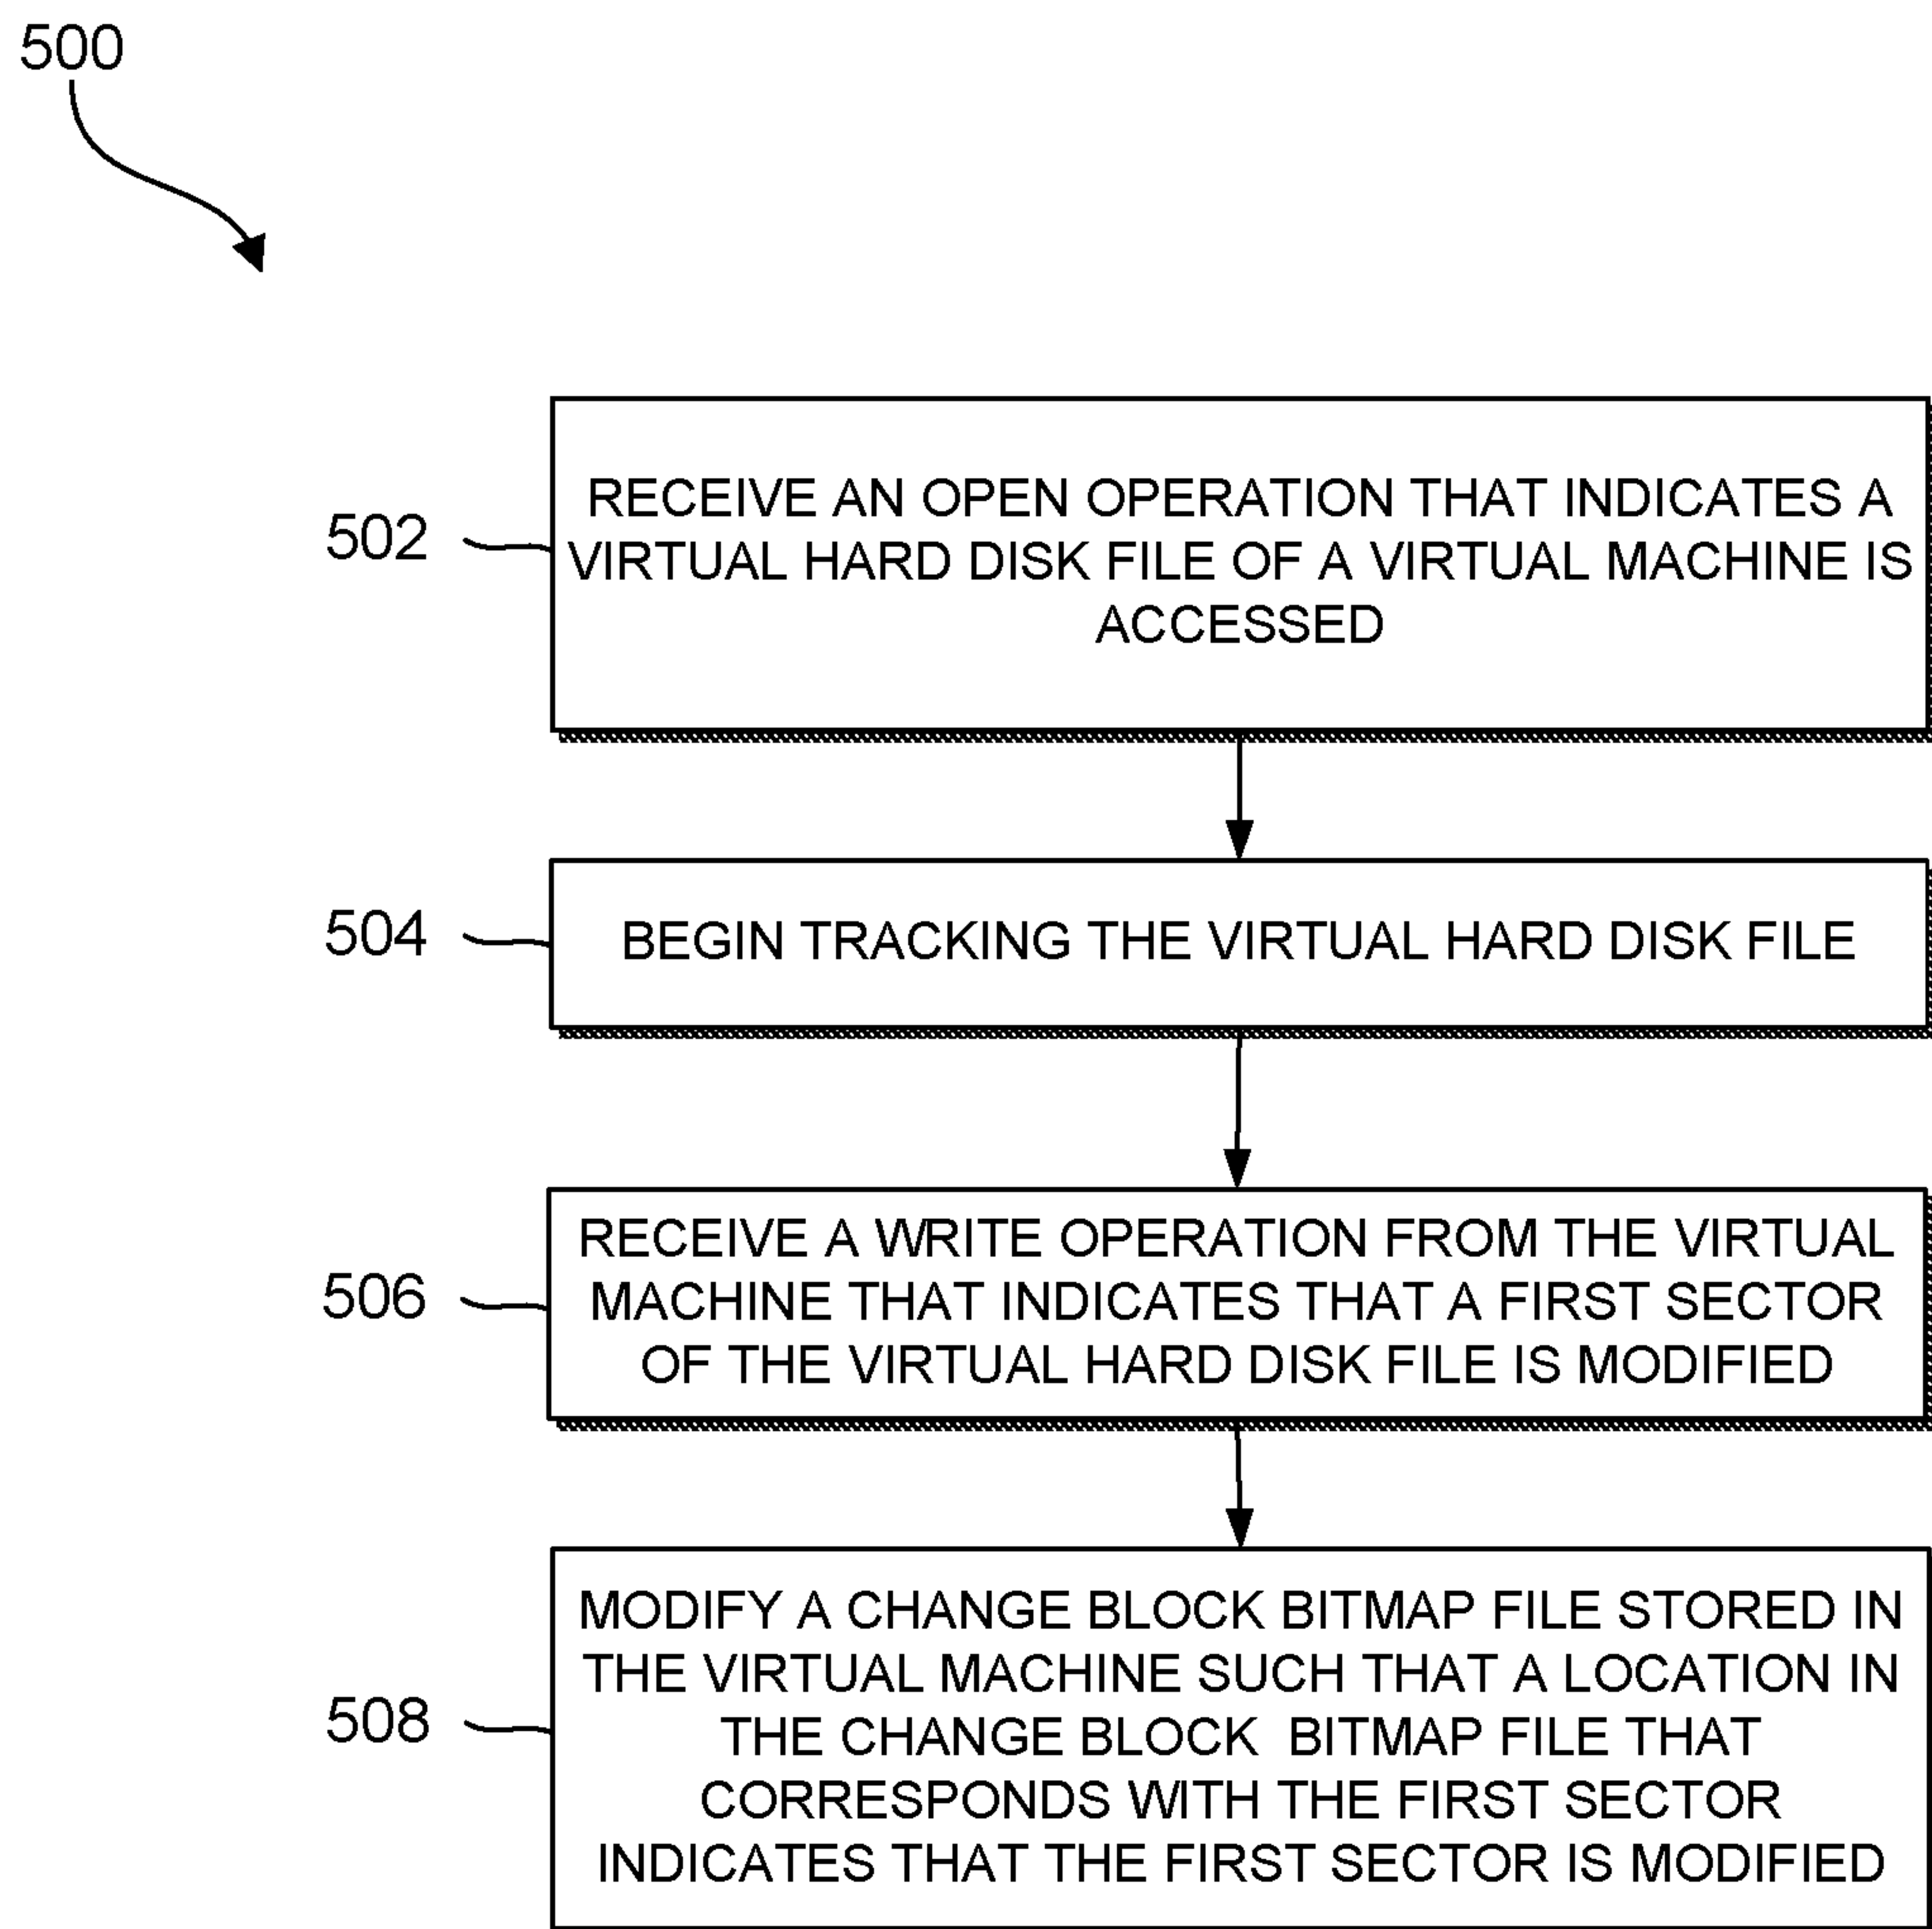 500
502
RECEIVE AN OPEN OPERATION THAT INDICATES A
VIRTUAL HARD DISK FILE OF A VIRTUAL MACHINE IS
ACCESSED
504
BEGIN TRACKING THE VIRTUAL HARD DISK FILE
506
RECEIVE A WRITE OPERATION FROM THE VIRTUAL
MACHINE THAT INDICATES THAT A FIRST SECTOR
OF THE VIRTUAL HARD DISK FILE IS MODIFIED
508
MODIFY A CHANGE BLOCK BITMAP FILE STORED IN
THE VIRTUAL MACHINE SUCH THAT A LOCATION IN
THE CHANGE BLOCK  BITMAP FILE THAT
CORRESPONDS WITH THE FIRST SECTOR
INDICATES THAT THE FIRST SECTOR IS MODIFIED